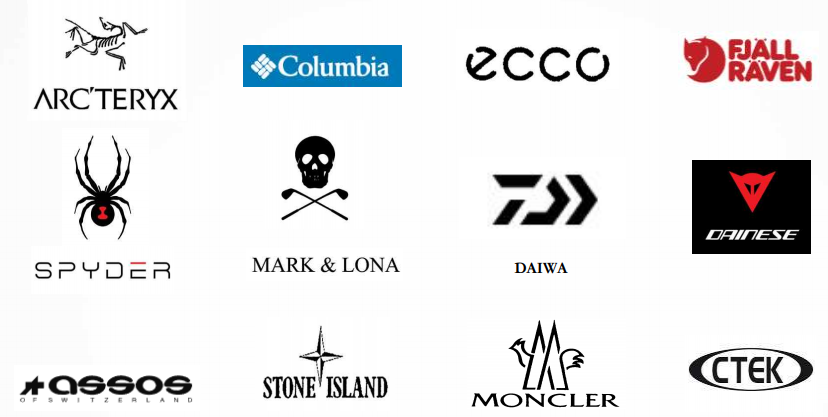 ARC'TERYX
Columbia
ecco
FJÄLL
RÄVEN
SPYDER
MARK & LONA
DAIWA
DAINESE
assos
OF SWITZERLAND
STONE ISLAND
MONCLER
CTEK